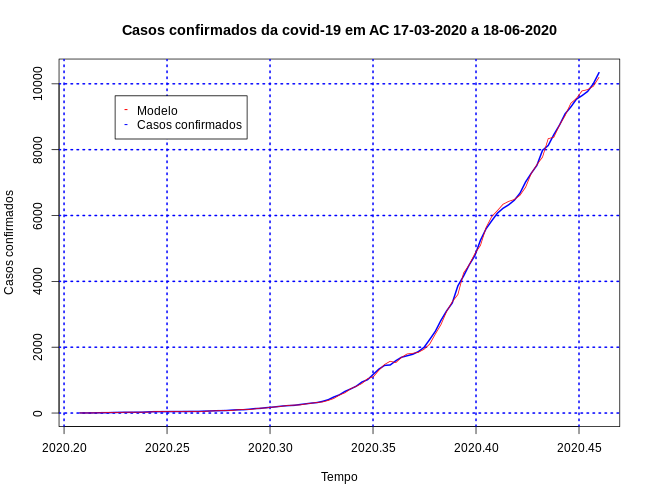 Casos confirmados da covid-19 em AC 17-03-2020 a 18-06-2020
Casos confirmados
10000
8000
6000
4000
2000
0
- Modelo
- Casos confirmados
2020.20 2020.25 2020.30 2020.35 2020.40 2020.45
Tempo